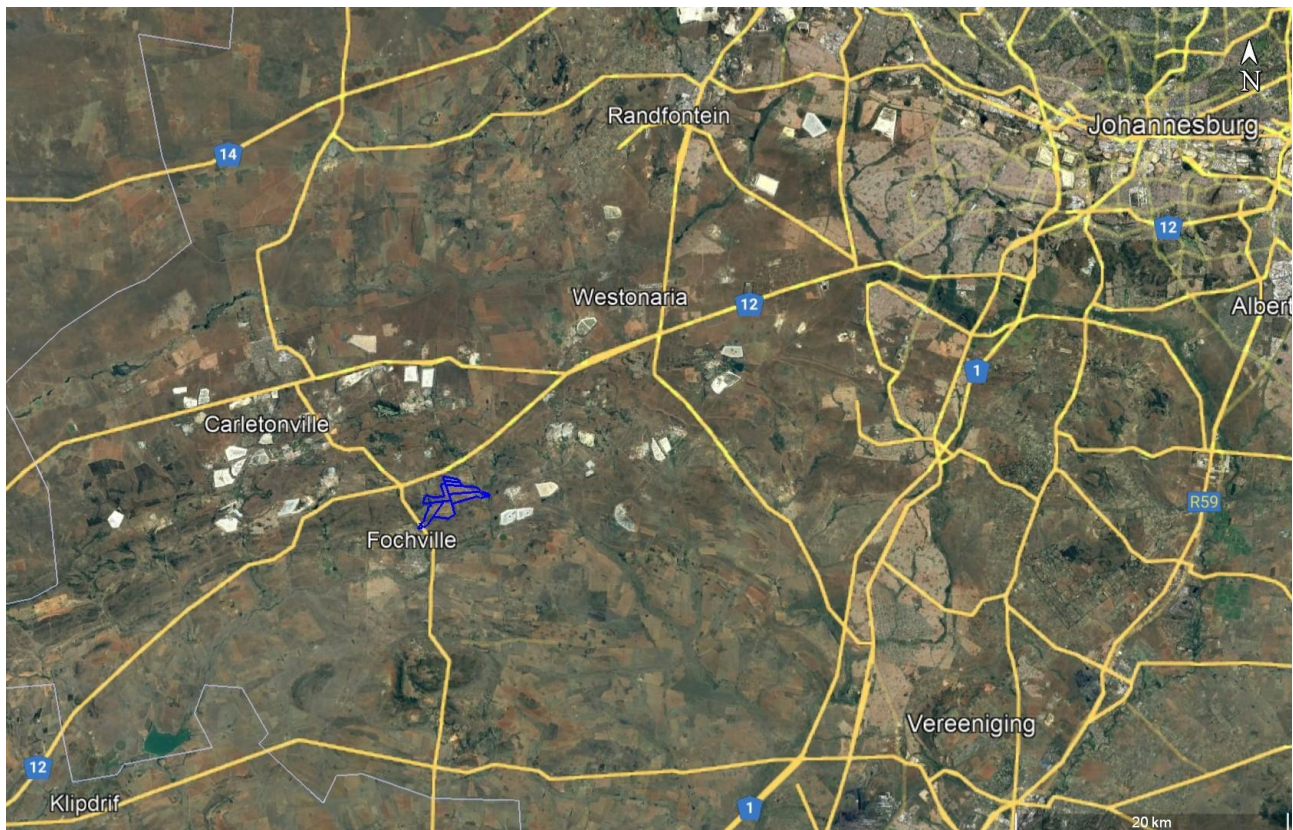 N
Randfontein
Johannesburg
14
12
Westonaria
12
Albert
1
Carletonville
R59
Fochville
Vereeniging
12
Klipdrif
1
20 km